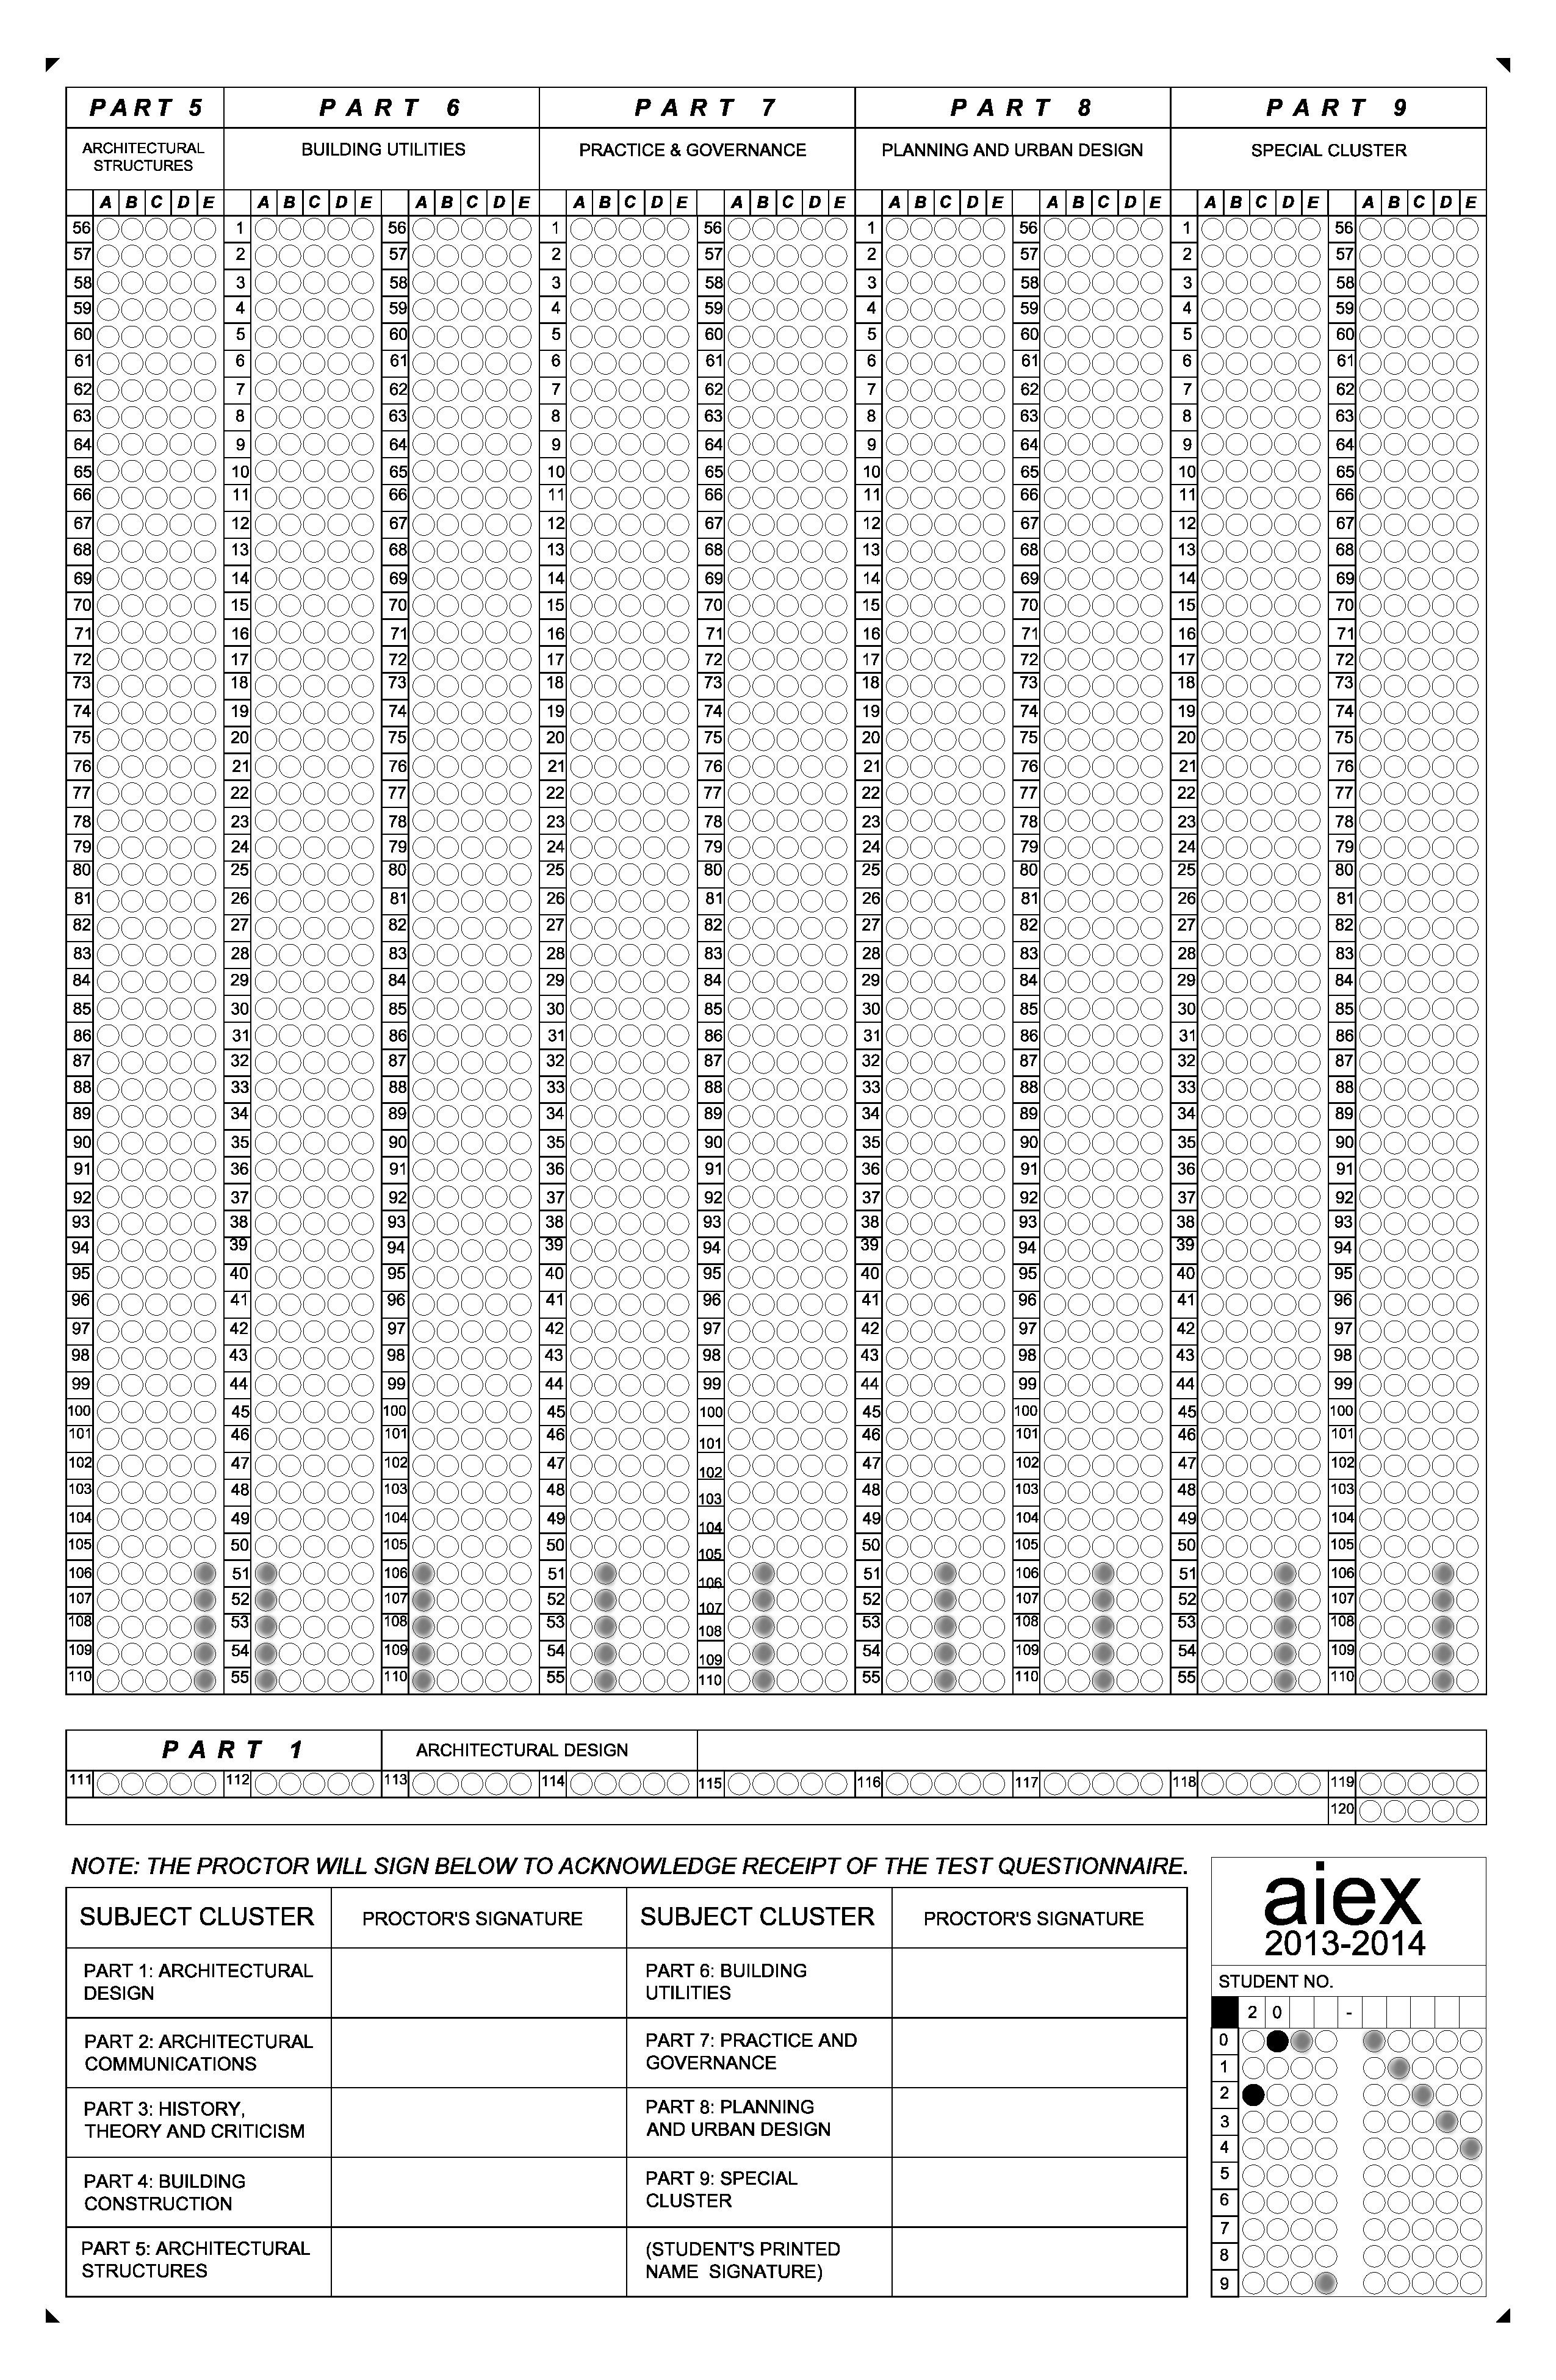 PART 5 PART 6 PART 7 PART 8 PART 9
ARCHITECTURAL STRUCTURES BUILDING UTILITIES PRACTICE & GOVERNANCE PLANNING AND URBAN DESIGN SPECIAL CLUSTER
A B C D E A B C D E A B C D E A B C D E A B C D E A B C D E A B C D E A B C D E A B C D E
56 1 56 1 56 1 56 1 56
57 2 57 2 57 2 57 2 57
58 3 58 3 58 3 58 3 58
59 4 59 4 59 4 59 4 59
60 5 60 5 60 5 60 5 60
61 6 61 6 61 6 61 6 61
62 7 62 7 62 7 62 7 62
63 8 63 8 63 8 63 8 63
64 9 64 9 64 9 64 9 64
65 10 65 10 65 10 65 10 65
66 11 66 11 66 11 66 11 66
67 12 67 12 67 12 67 12 67
68 13 68 13 68 13 68 13 68
69 14 69 14 69 14 69 14 69
70 15 70 15 70 15 70 15 70
71 16 71 16 71 16 71 16 71
72 17 72 17 72 17 72 17 72
73 18 73 18 73 18 73 18 73
74 19 74 19 74 19 74 19 74
75 20 75 20 75 20 75 20 75
76 21 76 21 76 21 76 21 76
77 22 77 22 77 22 77 22 77
78 23 78 23 78 23 78 23 78
79 24 79 24 79 24 79 24 79
80 25 80 25 80 25 80 25 80
81 26 81 26 81 26 81 26 81
82 27 82 27 82 27 82 27 82
83 28 83 28 83 28 83 28 83
84 29 84 29 84 29 84 29 84
85 30 85 30 85 30 85 30 85
86 31 86 31 86 31 86 31 86
87 32 87 32 87 32 87 32 87
88 33 88 33 88 33 88 33 88
89 34 89 34 89 34 89 34 89
90 35 90 35 90 35 90 35 90
91 36 91 36 91 36 91 36 91
92 37 92 37 92 37 92 37 92
93 38 93 38 93 38 93 38 93
94 39 94 39 94 39 94 39 94
95 40 95 40 95 40 95 40 95
96 41 96 41 96 41 96 41 96
97 42 97 42 97 42 97 42 97
98 43 98 43 98 43 98 43 98
99 44 99 44 99 44 99 44 99
100 45 100 45 100 45 100 45 100
101 46 101 46 101 46 101 46 101
102 47 102 47 102 47 102 47 102
103 48 103 48 103 48 103 48 103
104 49 104 49 104 49 104 49 104
105 50 105 50 105 50 105 50 105
106 51 106 51 106 51 106 51 106
107 52 107 52 107 52 107 52 107
108 53 108 53 108 53 108 53 108
109 54 109 54 109 54 109 54 109
110 55 110 55 110 55 110 55 110
PART 1 ARCHITECTURAL DESIGN
111 112 113 114 115 116 117 118 119
120
NOTE: THE PROCTOR WILL SIGN BELOW TO ACKNOWLEDGE RECEIPT OF THE TEST QUESTIONNAIRE.
SUBJECT CLUSTER PROCTOR'S SIGNATURE SUBJECT CLUSTER PROCTOR'S SIGNATURE
PART 1: ARCHITECTURAL
DESIGN
PART 6: BUILDING
UTILITIES
PART 2: ARCHITECTURAL
COMMUNICATIONS
PART 7: PRACTICE AND
GOVERNANCE
PART 3: HISTORY,
THEORY AND CRITICISM
PART 8: PLANNING
AND URBAN DESIGN
PART 4: BUILDING
CONSTRUCTION
PART 9: SPECIAL
CLUSTER
PART 5: ARCHITECTURAL
STRUCTURES
(STUDENT'S PRINTED
NAME SIGNATURE)
aiex
2013-2014
STUDENT NO.
2 0 -
0
1
2
3
4
5
6
7
8
9